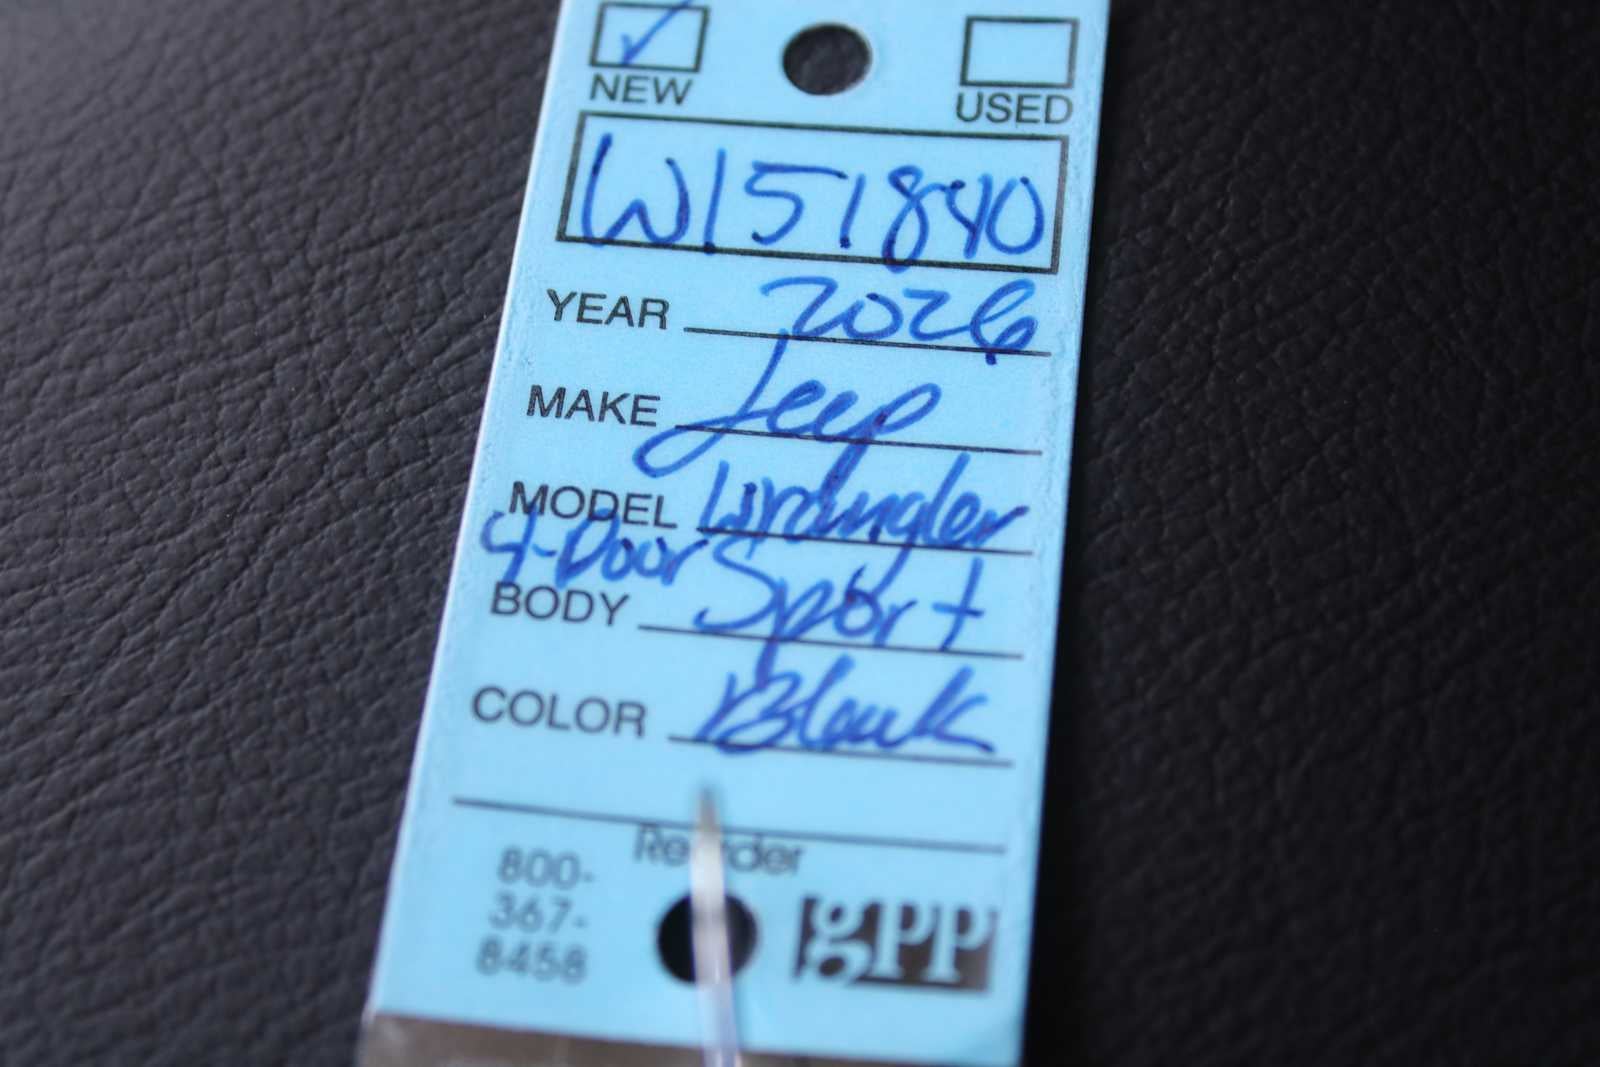 NEW USED
W151840
YEAR 2026
MAKE Jeep
MODEL Wrangler
4-Door
BODY Sport
COLOR Black
Reorder
800-
367-
8458
gpp